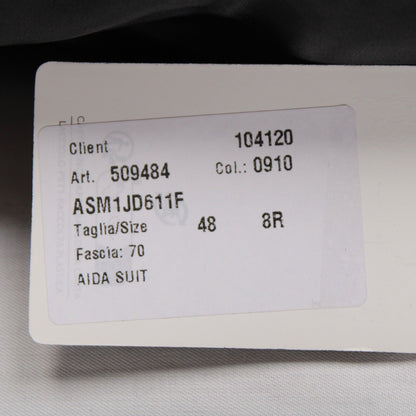 Client 104120
Art. 509484 Col.: 0910
ASM1JD611F
Taglia/Size 48 8R
Fascia: 70
AIDA SUIT